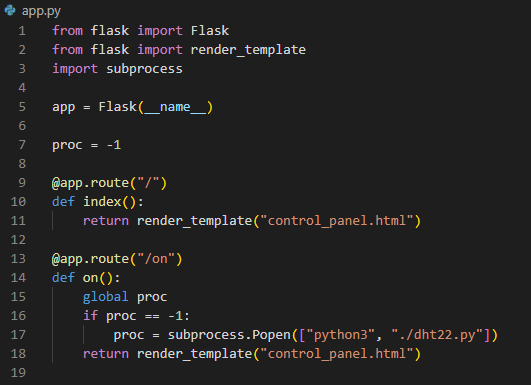 app.py
1 from flask import Flask
2 from flask import render_template
3 import subprocess
4
5 app = Flask(__name__)
6
7 proc = -1
8
9 @app.route("/")
10 def index():
11     return render_template("control_panel.html")
12
13 @app.route("/on")
14 def on():
15     global proc
16     if proc == -1:
17         proc = subprocess.Popen(["python3", "./dht22.py"])
18     return render_template("control_panel.html")
19